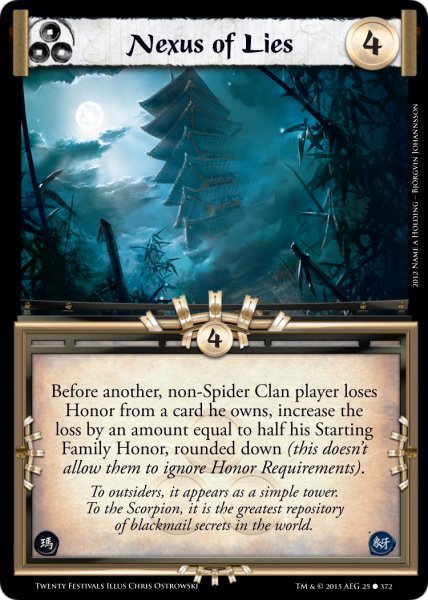 Nexus of Lies
4
2012 Name a Holding – Björgvin Johannsson
4
Before another, non-Spider Clan player loses
Honor from a card he owns, increase the
loss by an amount equal to half his Starting
Family Honor, rounded down (this doesn't
allow them to ignore Honor Requirements).
To outsiders, it appears as a simple tower.
To the Scorpion, it is the greatest repository
of blackmail secrets in the world.
瑪
Twenty Festivals Illus Chris Ostrowski
TM & © 2015 AEG 25 ● 372